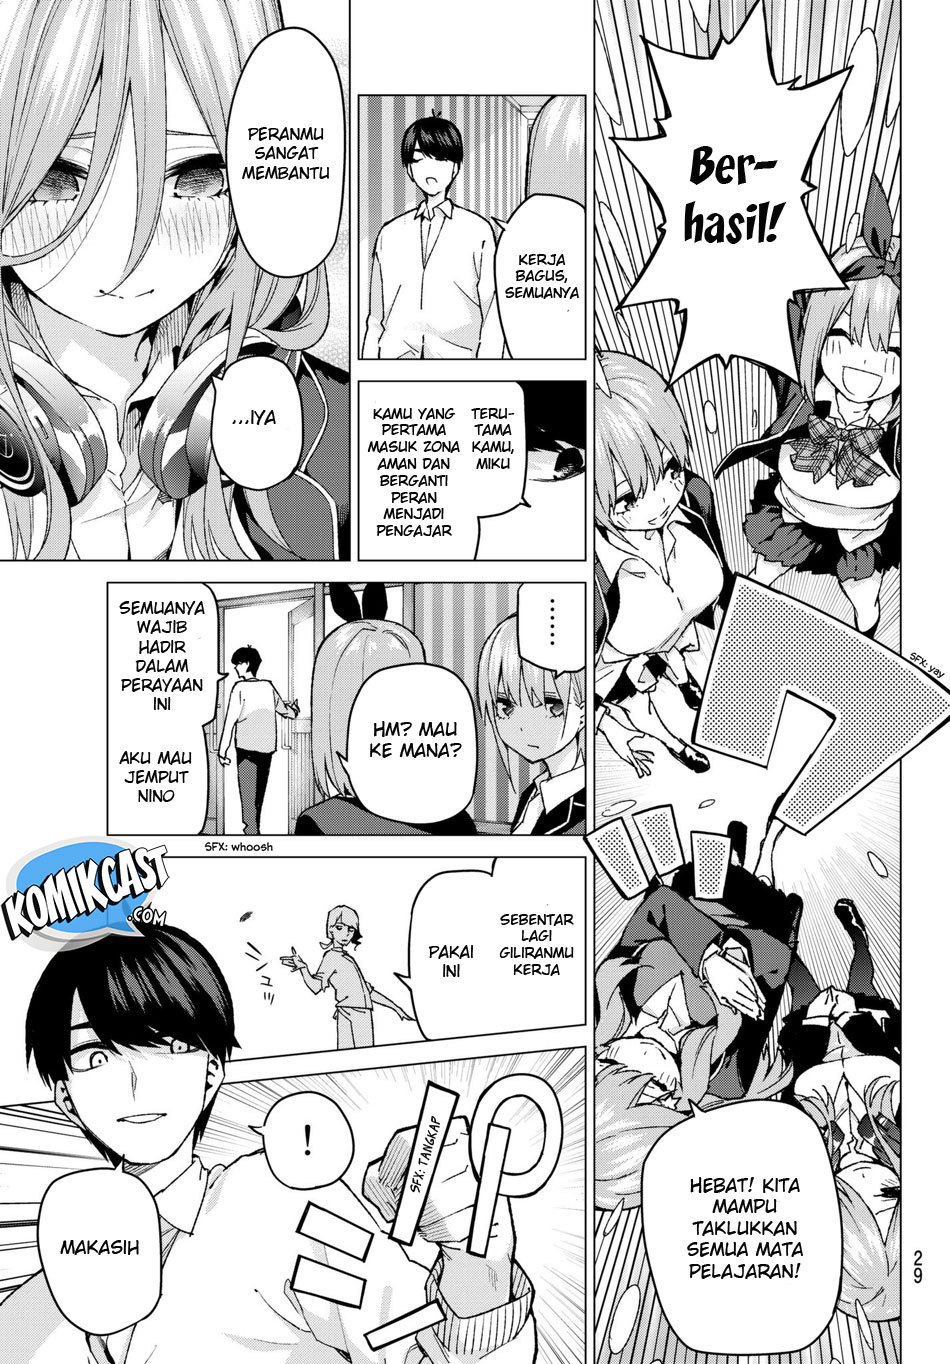 Ber-
hasil!
SFX: yay
HEBAT! KITA
MAMPU
TAKLUKKAN
SEMUA MATA
PELAJARAN!
KERJA
BAGUS,
SEMUANYA
TERU-
TAMA
KAMU,
MIKU
KAMU YANG
PERTAMA
MASUK ZONA
AMAN DAN
BERGANTI
PERAN
MENJADI
PENGAJAR
PERANMU
SANGAT
MEMBANTU
...IYA
......
HM? MAU
KE MANA?
SEMUANYA
WAJIB
HADIR
DALAM
PERAYAAN
INI
AKU MAU
JEMPUT
NINO
SFX: whoosh
KOMIKCAST
.COM
SEBENTAR
LAGI
GILIRANMU
KERJA
PAKAI
INI
SFX: TANGKAP
!
MAKASIH
29